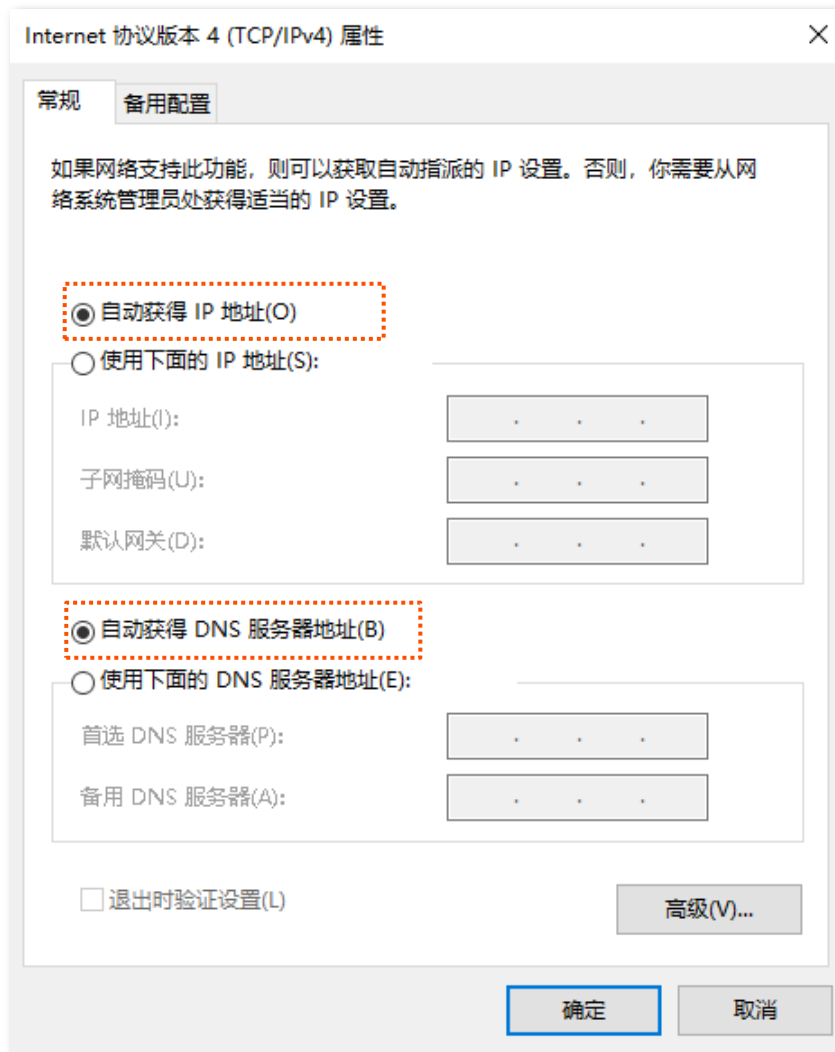 Internet 协议版本 4 (TCP/IPv4) 属性
常规
备用配置
如果网络支持此功能，则可以获取自动指派的 IP 设置。否则，你需要从网
络系统管理员处获得适当的 IP 设置。
自动获得 IP 地址(O)
使用下面的 IP 地址(S):
IP 地址(I):
子网掩码(U):
默认网关(D):
自动获得 DNS 服务器地址(B)
使用下面的 DNS 服务器地址(E):
首选 DNS 服务器(P):
备用 DNS 服务器(A):
退出时验证设置(L)
高级(V)...
确定
取消